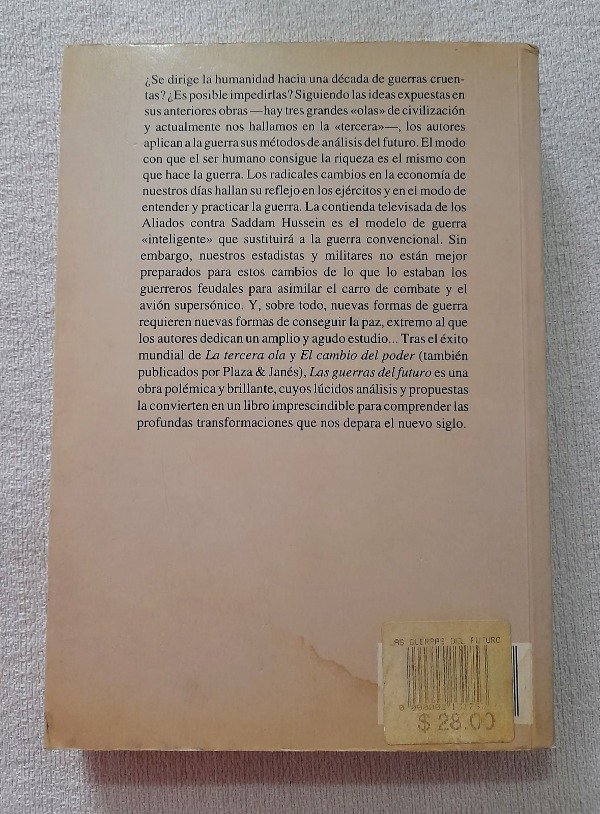 ¿Se dirige la humanidad hacia una década de guerras cruen-
tas? ¿Es posible impedirlas? Siguiendo las ideas expuestas en
sus anteriores obras —hay tres grandes «olas» de civilización
y actualmente nos hallamos en la «tercera»—, los autores
aplican a la guerra sus métodos de análisis del futuro. El modo
con que el ser humano consigue la riqueza es el mismo con
que hace la guerra. Los radicales cambios en la economía de
nuestros días hallan su reflejo en los ejércitos y en el modo de
entender y practicar la guerra. La contienda televisada de los
Aliados contra Saddam Hussein es el modelo de guerra
«inteligente» que sustituirá a la guerra convencional. Sin
embargo, nuestros estadistas y militares no están mejor
preparados para estos cambios de lo que lo estaban los
guerreros feudales para asimilar el carro de combate y el
avión supersónico. Y, sobre todo, nuevas formas de guerra
requieren nuevas formas de conseguir la paz, extremo al que
los autores dedican un amplio y agudo estudio... Tras el éxito
mundial de La tercera ola y El cambio del poder (también
publicados por Plaza & Janés), Las guerras del futuro es una
obra polémica y brillante, cuyos lúcidos análisis y propuestas
la convierten en un libro imprescindible para comprender las
profundas transformaciones que nos depara el nuevo siglo.
AS GUERRAS DEL FUTURO
$ 28.00